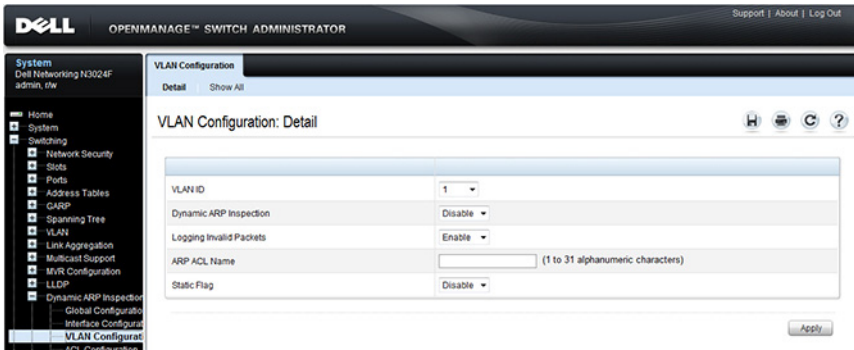 Support | About | Log Out
DELL OPENMANAGE™ SWITCH ADMINISTRATOR
System
Dell Networking N3024F
admin, r/w
Home
System
Switching
Network Security
Slots
Ports
Address Tables
GARP
Spanning Tree
VLAN
Link Aggregation
Multicast Support
MVR Configuration
LLDP
Dynamic ARP Inspection
Global Configuratio
Interface Configurat
VLAN Configurati
ACL Configuration
VLAN Configuration
Detail Show All
VLAN Configuration: Detail
VLAN ID 1
Dynamic ARP Inspection Disable
Logging Invalid Packets Enable
ARP ACL Name (1 to 31 alphanumeric characters)
Static Flag Disable
Apply